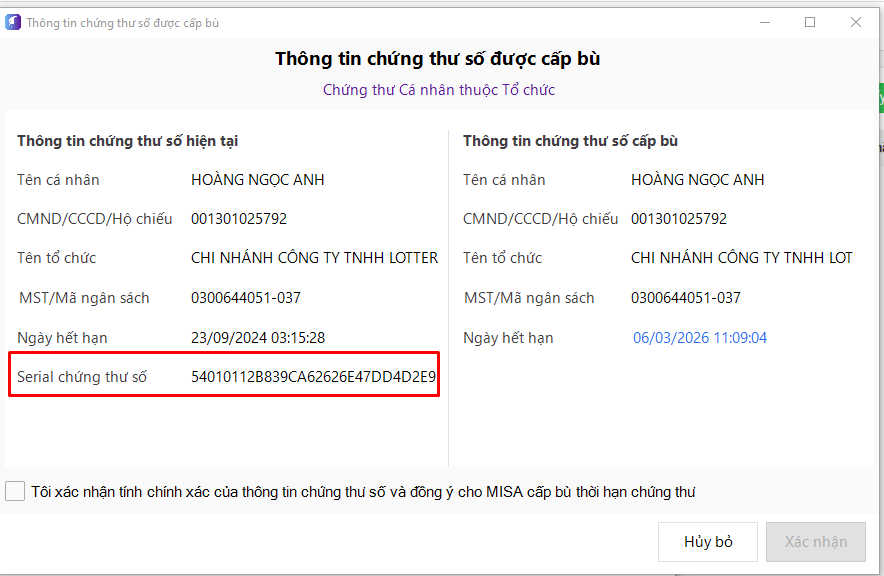 Thông tin chứng thư số được cấp bù
Thông tin chứng thư số được cấp bù
Chứng thư Cá nhân thuộc Tổ chức
Thông tin chứng thư số hiện tại
Tên cá nhân HOÀNG NGỌC ANH
CMND/CCCD/Hộ chiếu 001301025792
Tên tổ chức CHI NHÁNH CÔNG TY TNHH LOTTER
MST/Mã ngân sách 0300644051-037
Ngày hết hạn 23/09/2024 03:15:28
Serial chứng thư số 54010112B839CA62626E47DD4D2E9
Thông tin chứng thư số cấp bù
Tên cá nhân HOÀNG NGỌC ANH
CMND/CCCD/Hộ chiếu 001301025792
Tên tổ chức CHI NHÁNH CÔNG TY TNHH LOT
MST/Mã ngân sách 0300644051-037
Ngày hết hạn 06/03/2026 11:09:04
Tôi xác nhận tính chính xác của thông tin chứng thư số và đồng ý cho MISA cấp bù thời hạn chứng thư
Hủy bỏ
Xác nhận